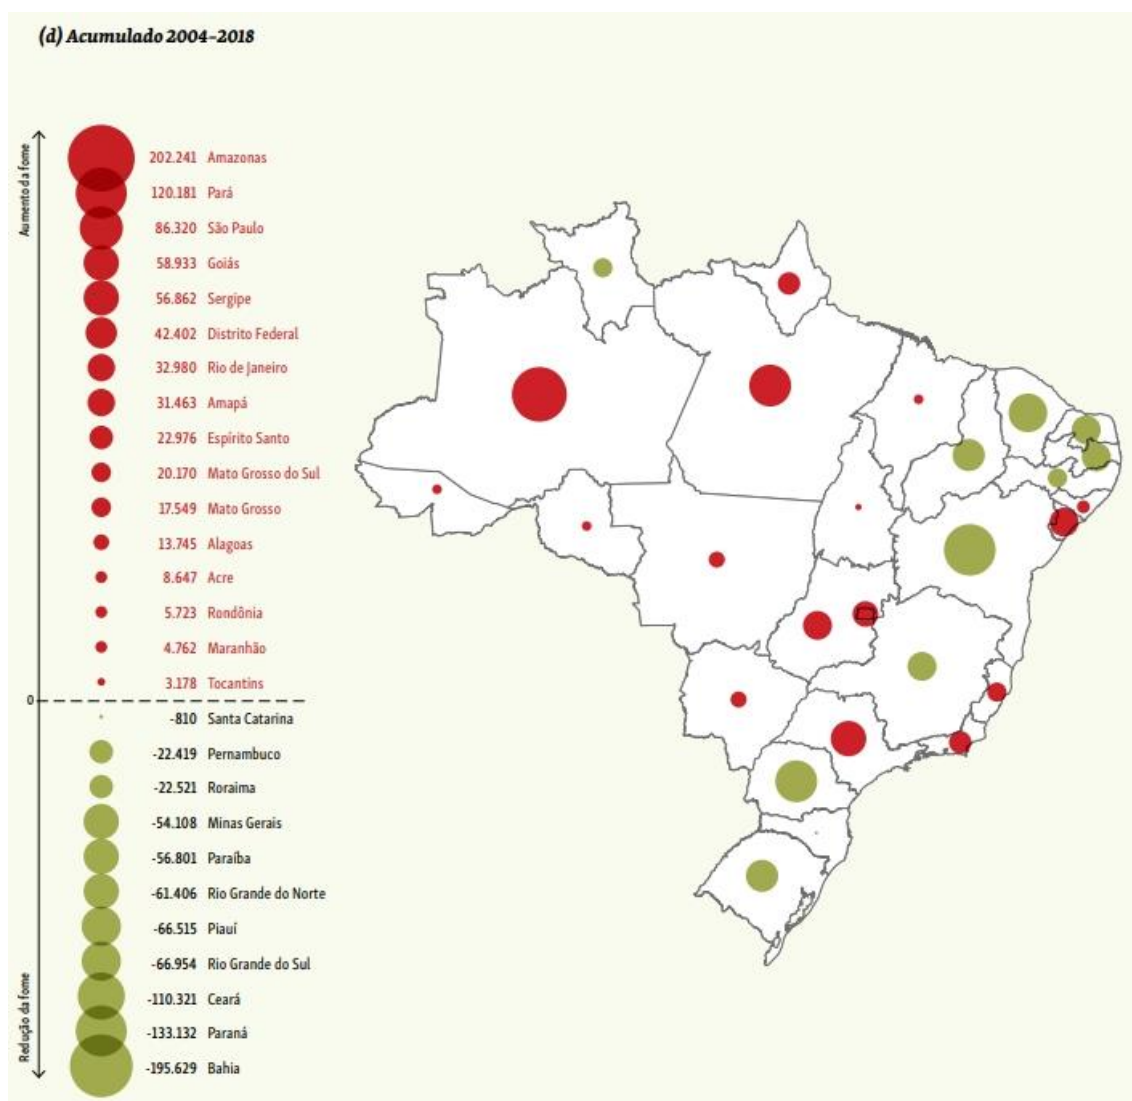 (d) Acumulado 2004–2018
Aumento da fome
202.241 Amazonas
120.181 Pará
86.320 São Paulo
58.933 Goiás
56.862 Sergipe
42.402 Distrito Federal
32.980 Rio de Janeiro
31.463 Amapá
22.976 Espírito Santo
20.170 Mato Grosso do Sul
17.549 Mato Grosso
13.745 Alagoas
8.647 Acre
5.723 Rondônia
4.762 Maranhão
3.178 Tocantins
0
-810 Santa Catarina
-22.419 Pernambuco
-22.521 Roraima
-54.108 Minas Gerais
-56.801 Paraíba
-61.406 Rio Grande do Norte
-66.515 Piauí
-66.954 Rio Grande do Sul
-110.321 Ceará
-133.132 Paraná
-195.629 Bahia
Redução da fome